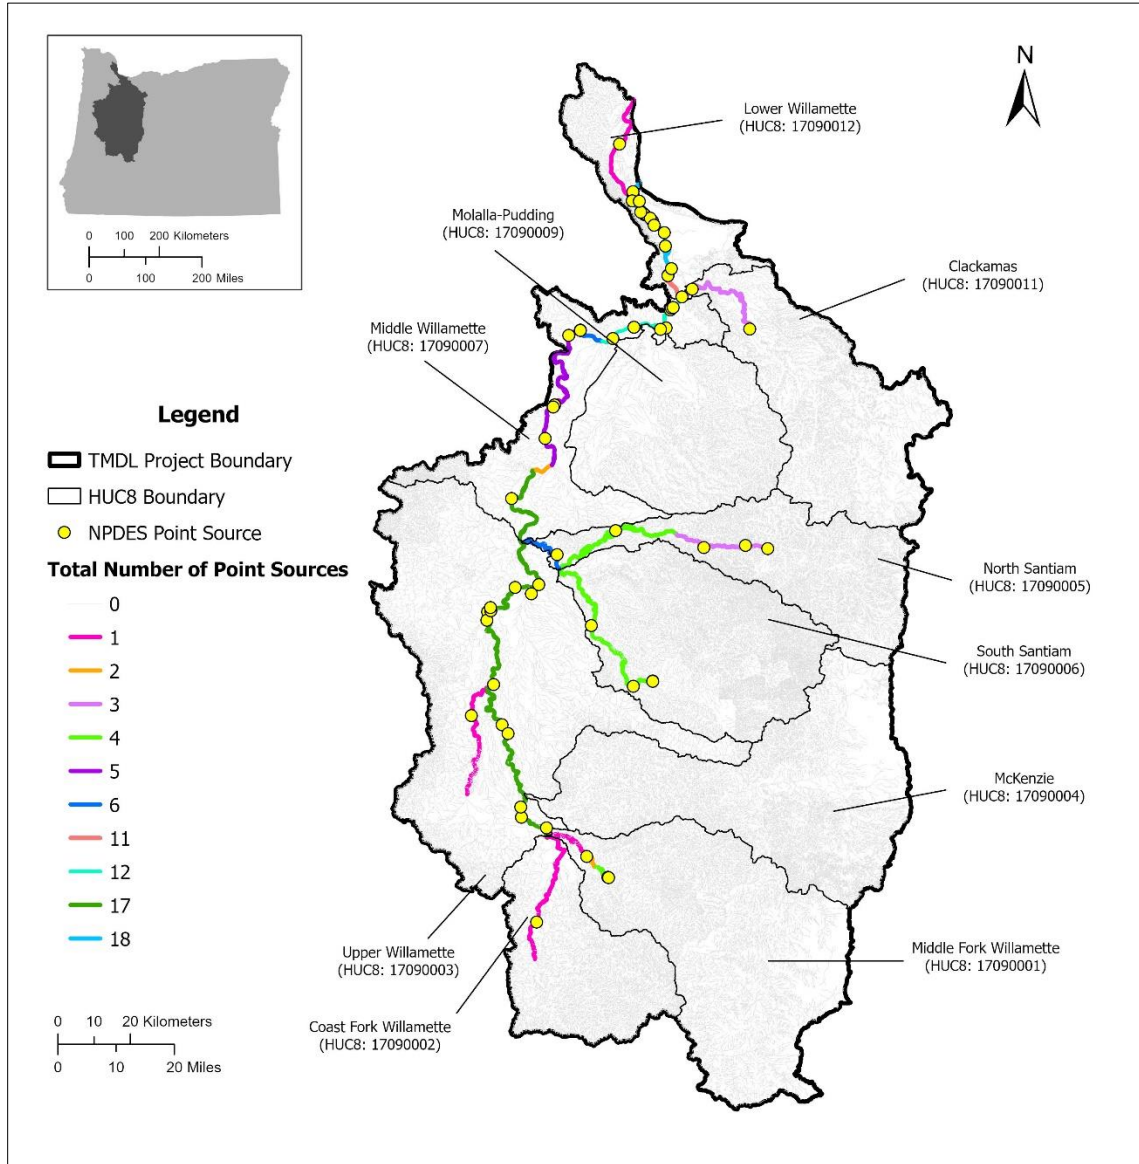 0 100 200 Kilometers
0 100 200 Miles
N
Lower Willamette
(HUC8: 17090012)
Molalla-Pudding
(HUC8: 17090009)
Clackamas
(HUC8: 17090011)
Middle Willamette
(HUC8: 17090007)
Legend
TMDL Project Boundary
HUC8 Boundary
NPDES Point Source
Total Number of Point Sources
0
1
2
3
4
5
6
11
12
17
18
North Santiam
(HUC8: 17090005)
South Santiam
(HUC8: 17090006)
McKenzie
(HUC8: 17090004)
Upper Willamette
(HUC8: 17090003)
Middle Fork Willamette
(HUC8: 17090001)
Coast Fork Willamette
(HUC8: 17090002)
0 10 20 Kilometers
0 10 20 Miles